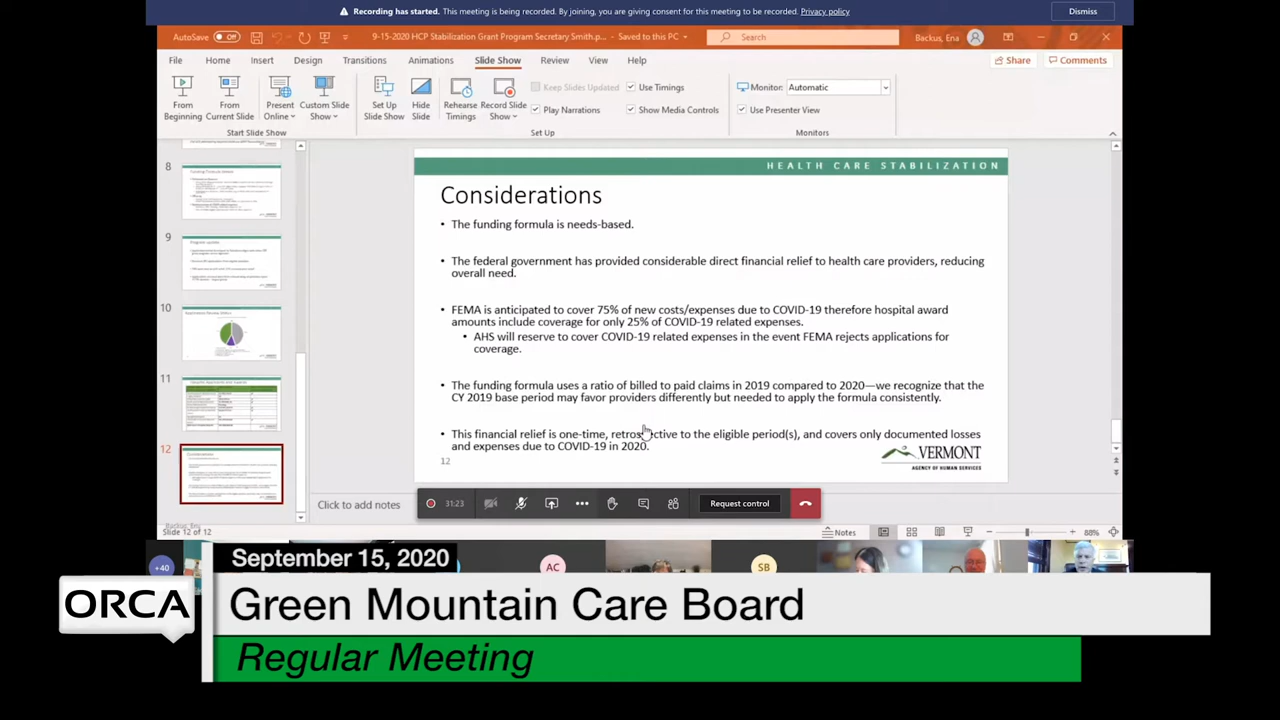 Recording has started. This meeting is being recorded. By joining, you are giving consent for this meeting to be recorded. Privacy policy
Dismiss
AutoSave Off
9-15-2020 HCP Stabilization Grant Program Secretary Smith.p... - Saved to this PC
Search
Backus, Ena
File Home Insert Design Transitions Animations Slide Show Review View Help
Share Comments
From Beginning
From Current Slide
Present Online
Custom Slide Show
Set Up Slide Show
Hide Slide
Rehearse Timings
Record Slide Show
Keep Slides Updated
Use Timings
Play Narrations
Show Media Controls
Monitor: Automatic
Use Presenter View
Start Slide Show
Set Up
Monitors
8
9
10
11
12
HEALTH CARE STABILIZATION
Considerations
• The funding formula is needs-based.
• The federal government has provided considerable direct financial relief to health care providers, reducing
overall need.
• FEMA is anticipated to cover 75% of new costs/expenses due to COVID-19 therefore hospital award
amounts include coverage for only 25% of COVID-19 related expenses.
• AHS will reserve to cover COVID-19 related expenses in the event FEMA rejects applications for
coverage.
• The funding formula uses a ratio of billed to paid claims in 2019 compared to 2020—we recognize that the
CY 2019 base period may favor providers differently but needed to apply the formula consistently.
• This financial relief is one-time, retrospective to the eligible period(s), and covers only documented losses
and expenses due to COVID-19 in 2020.
12
VERMONT
AGENCY OF HUMAN SERVICES
Click to add notes
31:23
Request control
Backus, Ena
Slide 12 of 12
Notes
88%
+40
AC
SB
September 15, 2020
ORCA
Green Mountain Care Board
Regular Meeting